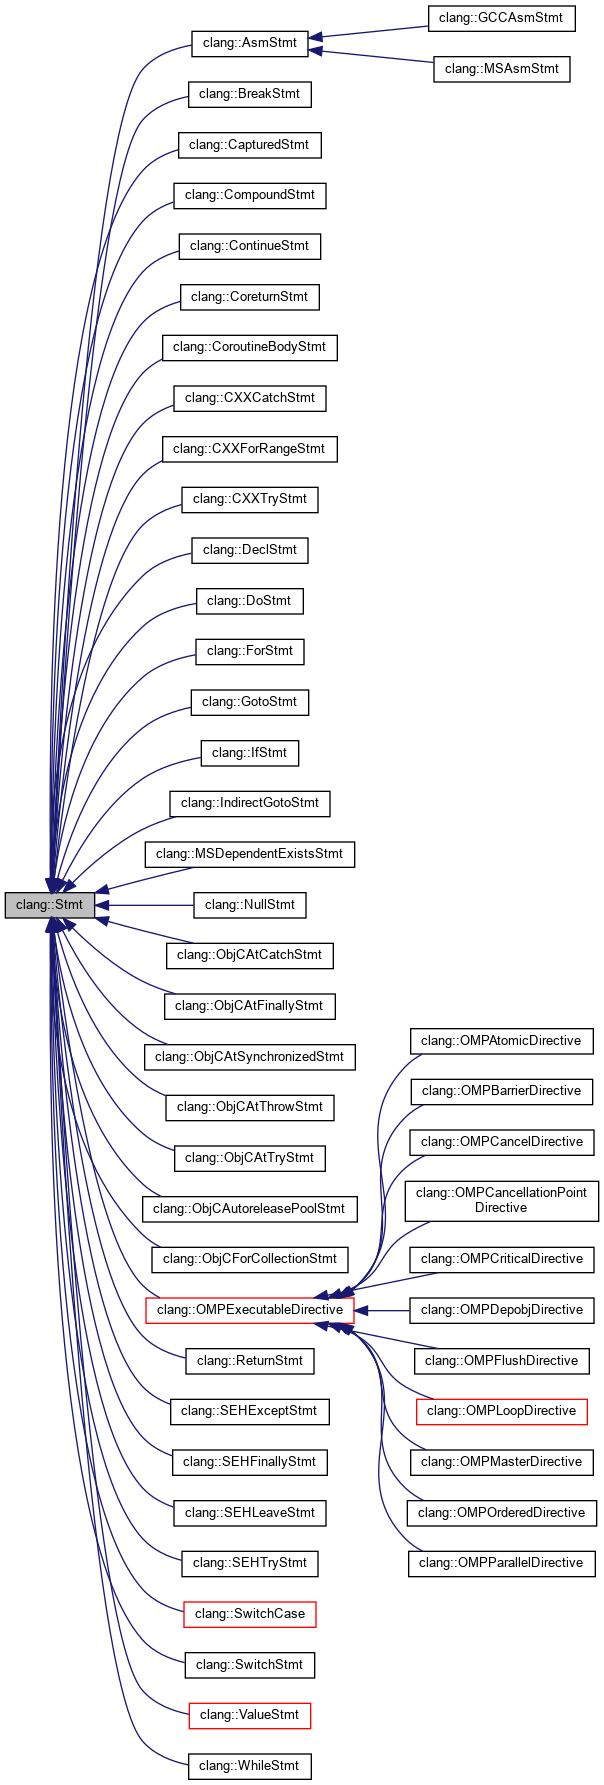 clang::GCCAsmStmt
clang::AsmStmt
clang::MSAsmStmt
clang::BreakStmt
clang::CapturedStmt
clang::CompoundStmt
clang::ContinueStmt
clang::CoreturnStmt
clang::CoroutineBodyStmt
clang::CXXCatchStmt
clang::CXXForRangeStmt
clang::CXXTryStmt
clang::DeclStmt
clang::DoStmt
clang::ForStmt
clang::GotoStmt
clang::IfStmt
clang::IndirectGotoStmt
clang::MSDependentExistsStmt
clang::Stmt
clang::NullStmt
clang::ObjCAtCatchStmt
clang::ObjCAtFinallyStmt
clang::ObjCAtSynchronizedStmt
clang::ObjCAtThrowStmt
clang::ObjCAtTryStmt
clang::ObjCAutoreleasePoolStmt
clang::ObjCForCollectionStmt
clang::OMPExecutableDirective
clang::OMPAtomicDirective
clang::OMPBarrierDirective
clang::OMPCancelDirective
clang::OMPCancellationPoint
Directive
clang::OMPCriticalDirective
clang::OMPDepobjDirective
clang::OMPFlushDirective
clang::OMPLoopDirective
clang::OMPMasterDirective
clang::OMPOrderedDirective
clang::OMPParallelDirective
clang::ReturnStmt
clang::SEHExceptStmt
clang::SEHFinallyStmt
clang::SEHLeaveStmt
clang::SEHTryStmt
clang::SwitchCase
clang::SwitchStmt
clang::ValueStmt
clang::WhileStmt